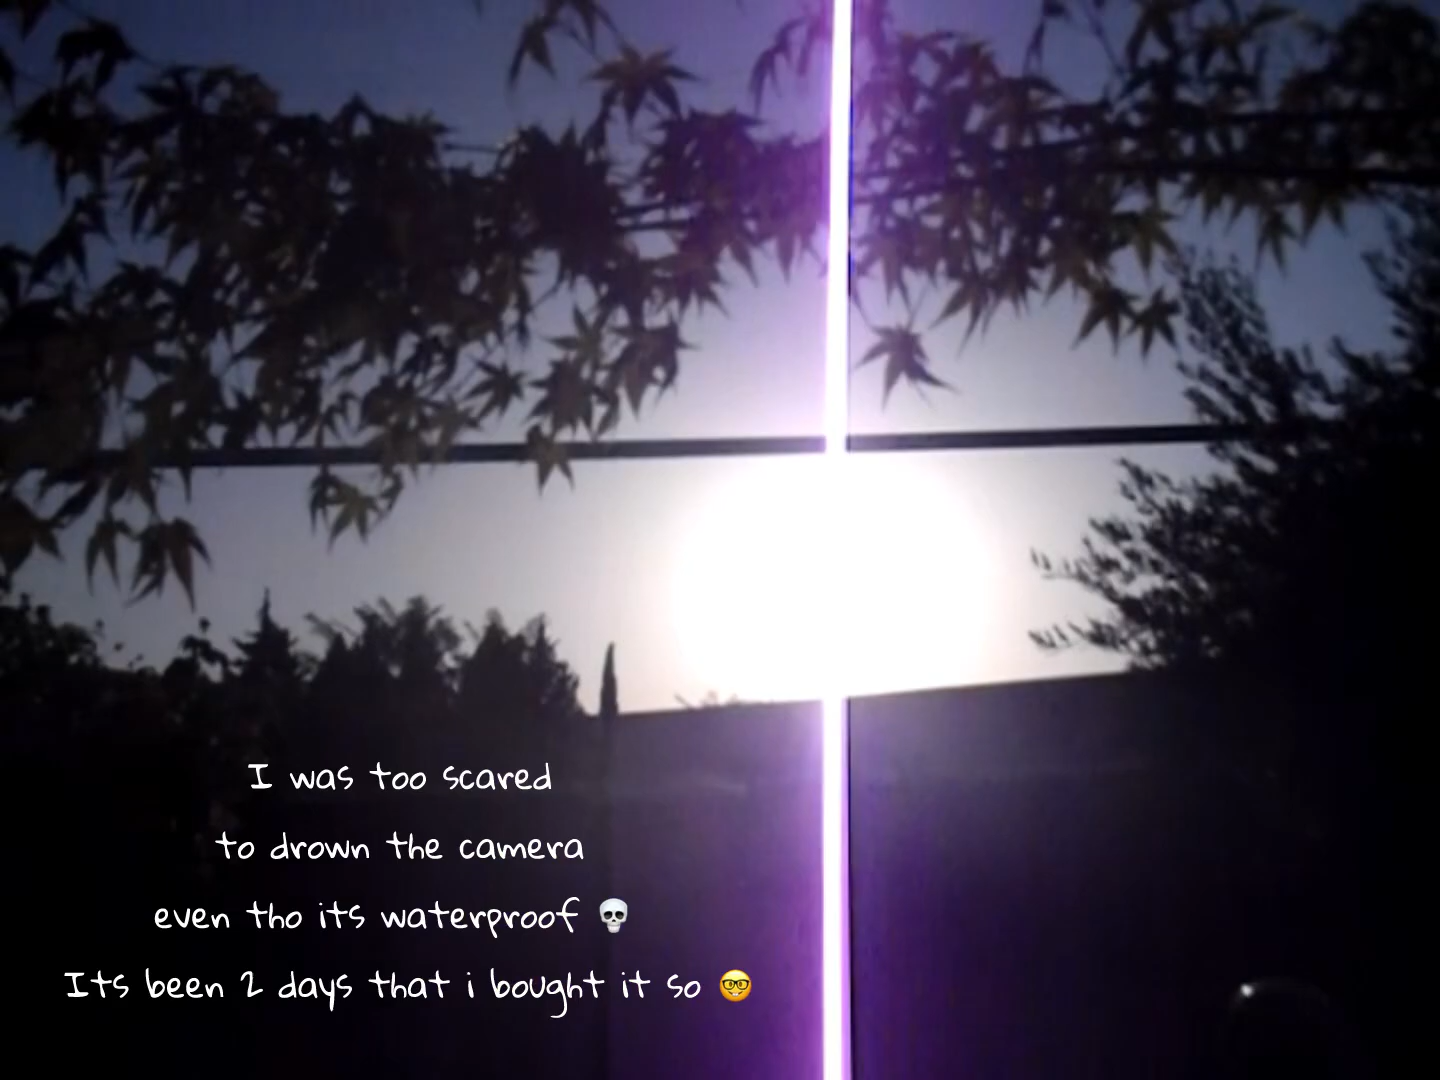 I was too scared
to drown the camera
even tho its waterproof 💀
Its been 2 days that i bought it so 🤓